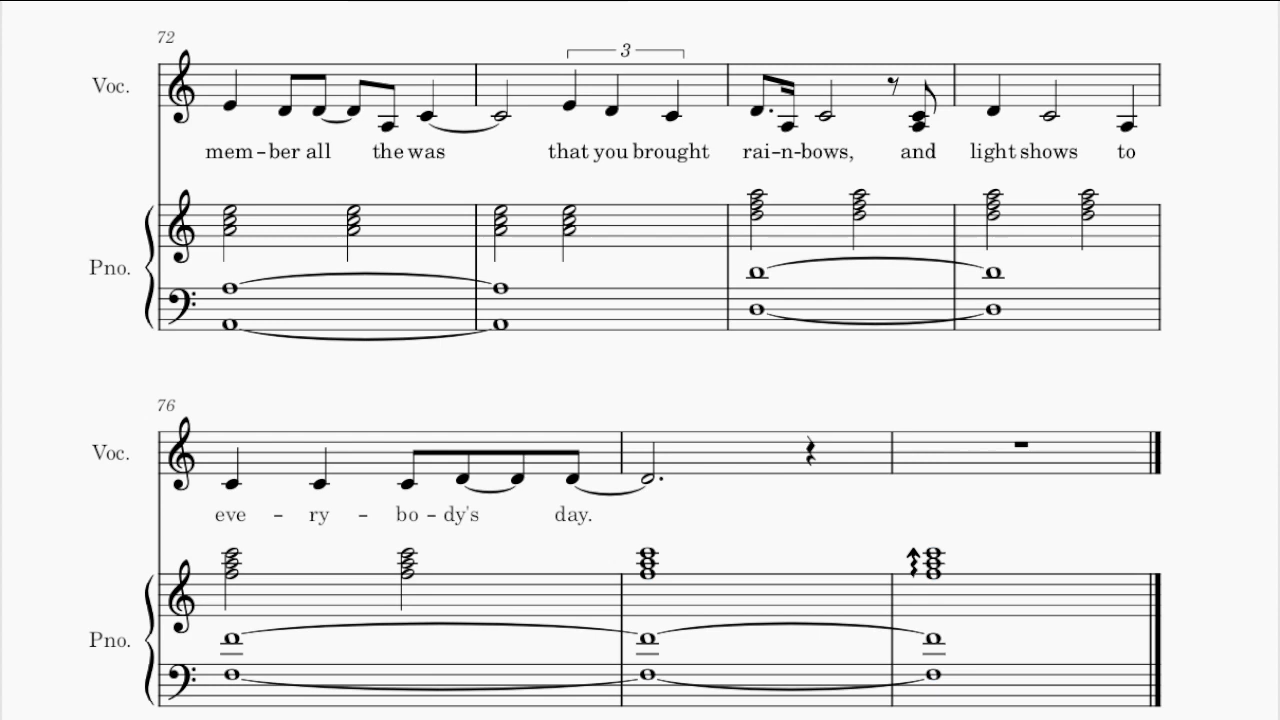 72
3
Voc.
mem-ber all the was that you brought rai-n-bows, and light shows to
Pno.
76
Voc.
eve - ry - bo - dy's day.
Pno.